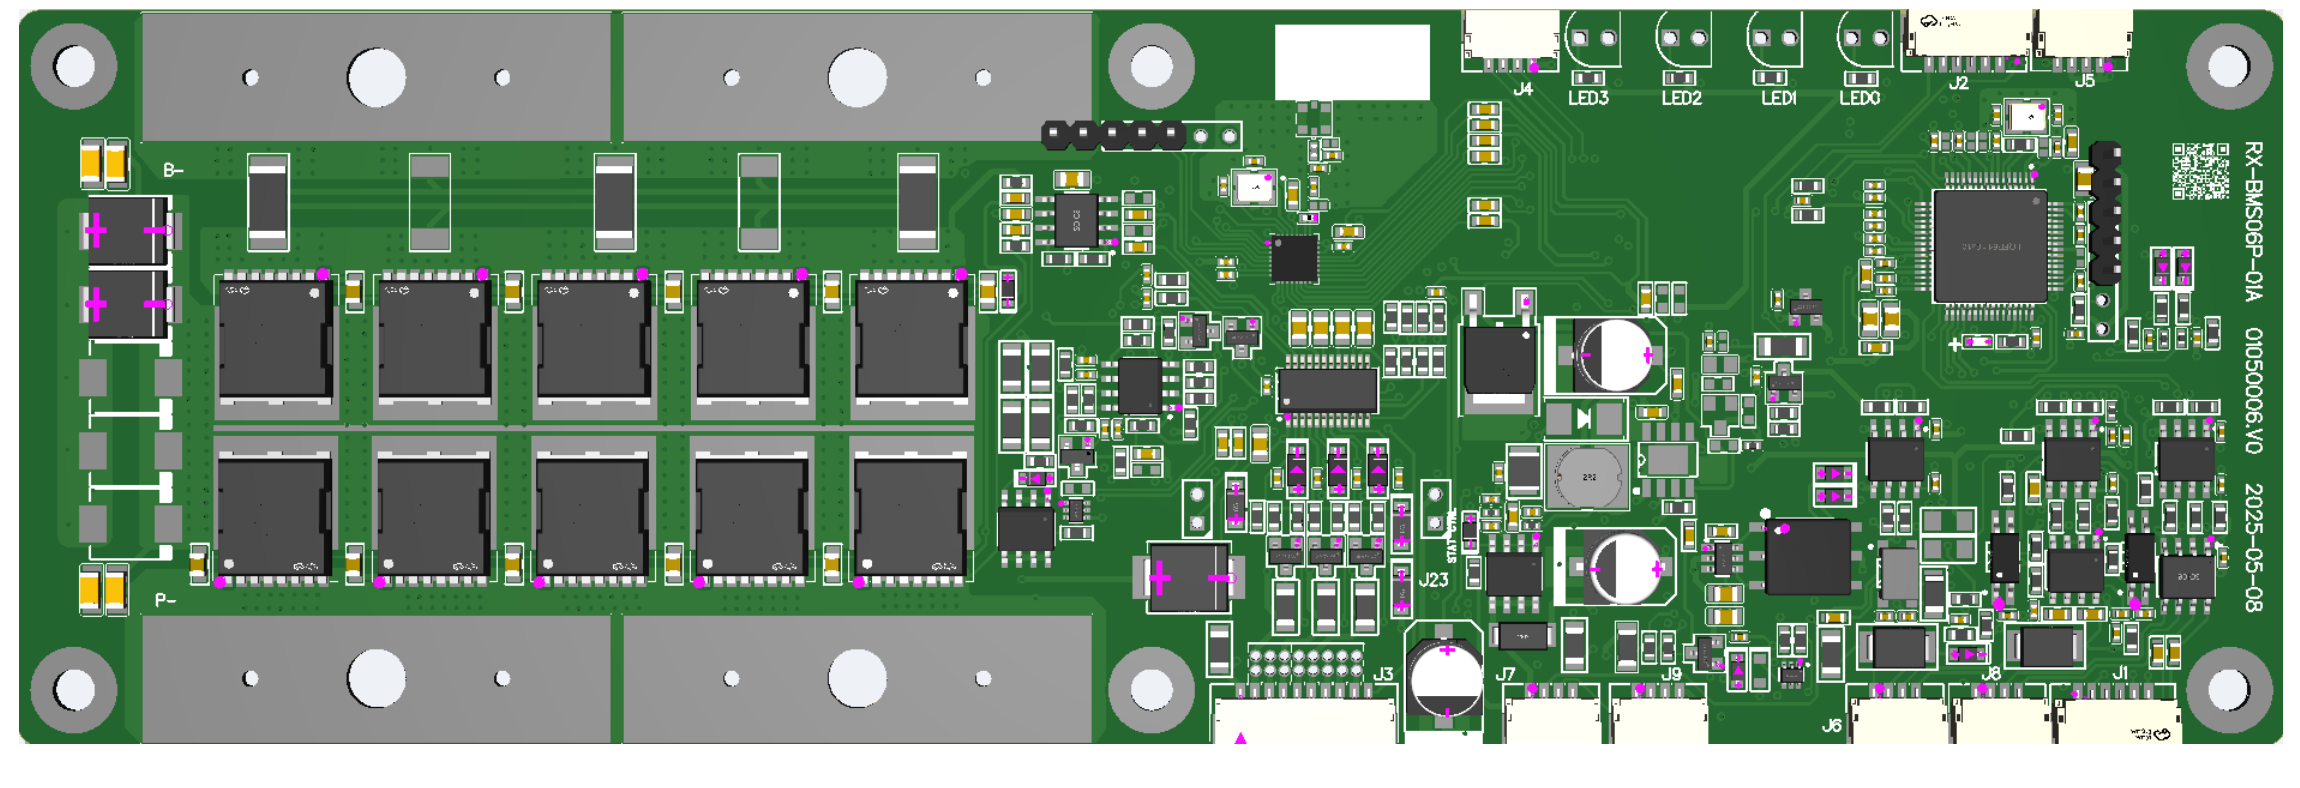 J4
LED3
LED2
LED1
LED0
J2
J5
B-
RX-BMS06P-01A 0105006.V0 2025-05-08
P-
J23
J3
J7
J9
J8
J1
J6